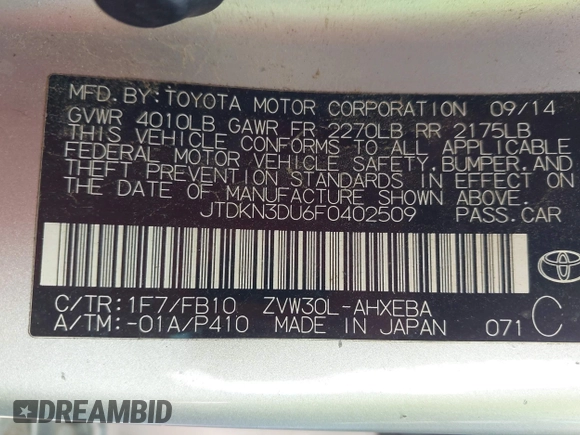 MFD. BY: TOYOTA MOTOR CORPORATION 09/14
GVWR 4010LB GAWR FR 2270LB RR 2175LB
THIS VEHICLE CONFORMS TO ALL APPLICABLE
FEDERAL MOTOR VEHICLE SAFETY, BUMPER, AND
THEFT PREVENTION STANDARDS IN EFFECT ON
THE DATE OF MANUFACTURE SHOWN ABOVE.
JTDKN3DU6F0402509 PASS.CAR
C/TR: 1F7/FB10 ZVW30L-AHXEBA
A/TM: -01A/P410 MADE IN JAPAN 071 C
DREAMBID